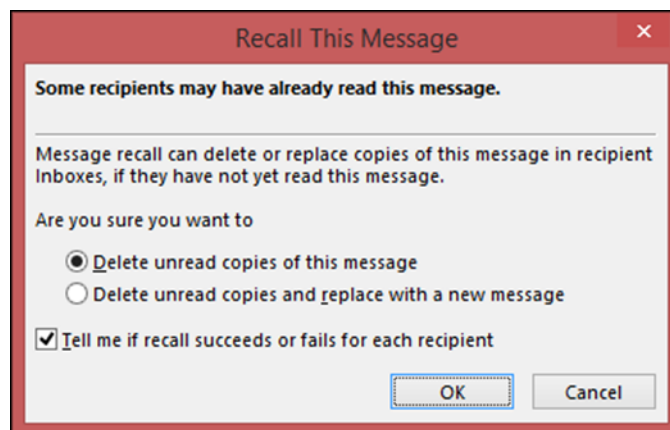 Recall This Message
Some recipients may have already read this message.
Message recall can delete or replace copies of this message in recipient
Inboxes, if they have not yet read this message.
Are you sure you want to
Delete unread copies of this message
Delete unread copies and replace with a new message
Tell me if recall succeeds or fails for each recipient
OK Cancel